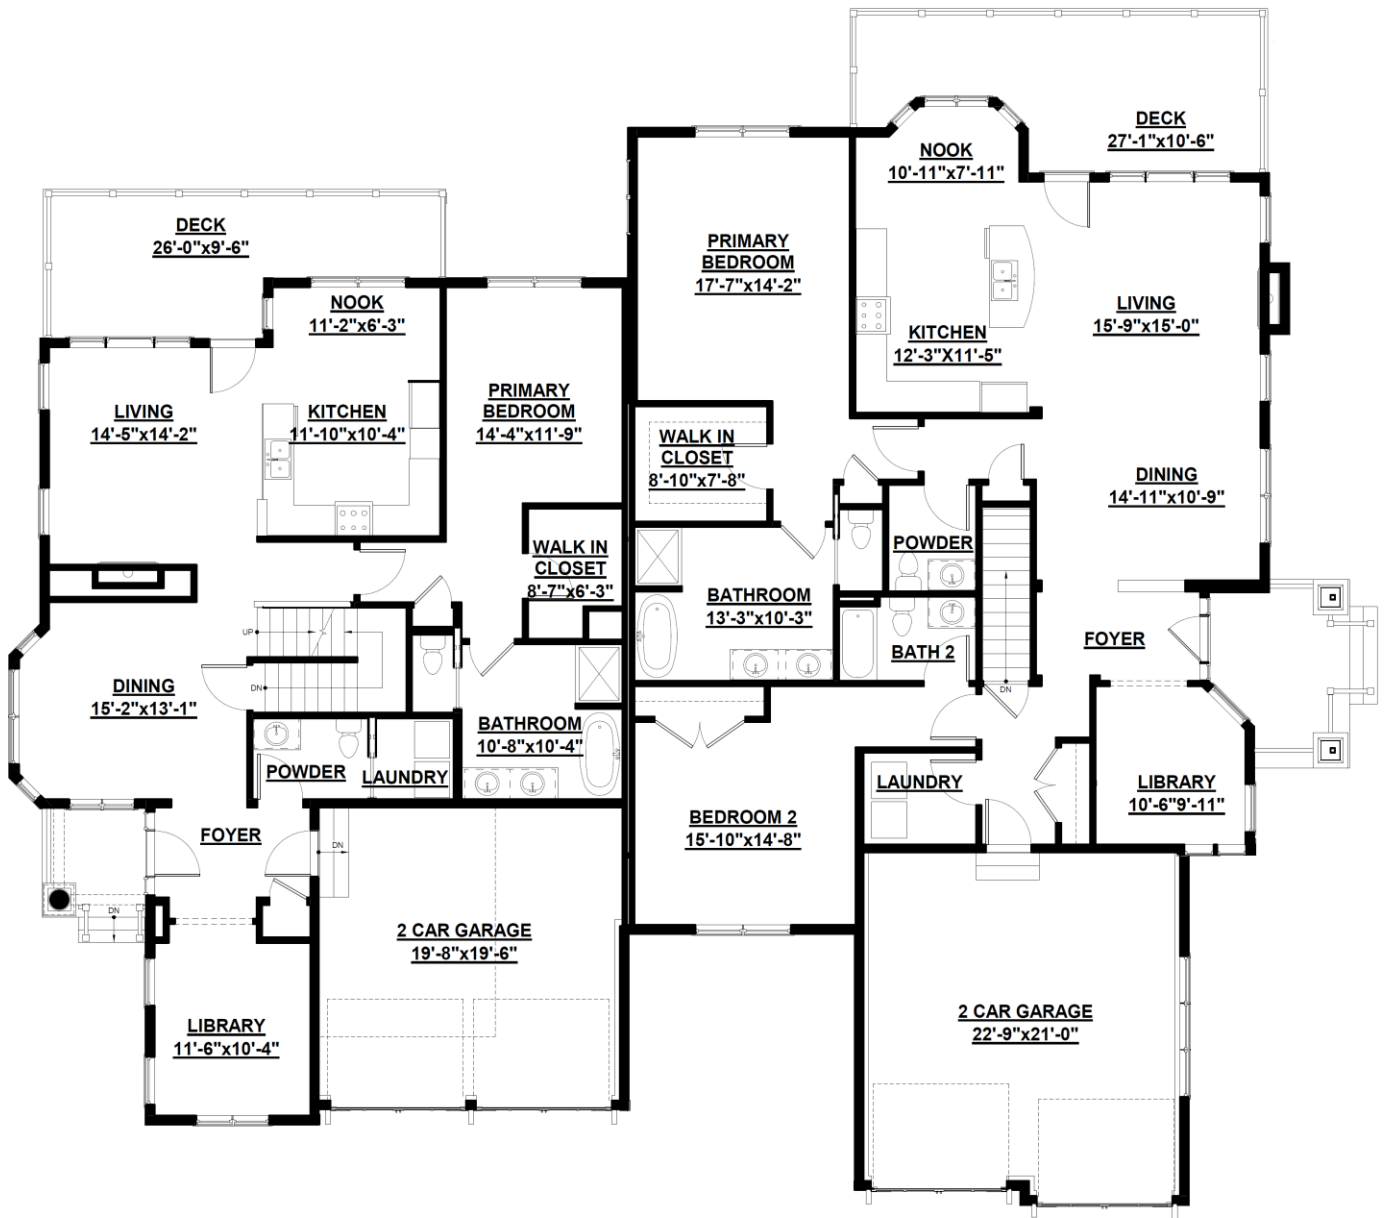 DECK
26'-0"x9'-6"
NOOK
11'-2"x6'-3"
LIVING
14'-5"x14'-2"
KITCHEN
11'-10"x10'-4"
PRIMARY
BEDROOM
14'-4"x11'-9"
WALK IN
CLOSET
8'-7"x6'-3"
UP
DN
DINING
15'-2"x13'-1"
BATHROOM
10'-8"x10'-4"
POWDER
LAUNDRY
FOYER
DN
DN
2 CAR GARAGE
19'-8"x19'-6"
LIBRARY
11'-6"x10'-4"
DECK
27'-1"x10'-6"
NOOK
10'-11"x7'-11"
PRIMARY
BEDROOM
17'-7"x14'-2"
LIVING
15'-9"x15'-0"
KITCHEN
12'-3"X11'-5"
WALK IN
CLOSET
8'-10"x7'-8"
DINING
14'-11"x10'-9"
POWDER
BATHROOM
13'-3"x10'-3"
BATH 2
FOYER
DN
LAUNDRY
LIBRARY
10'-6"9'-11"
BEDROOM 2
15'-10"x14'-8"
2 CAR GARAGE
22'-9"x21'-0"